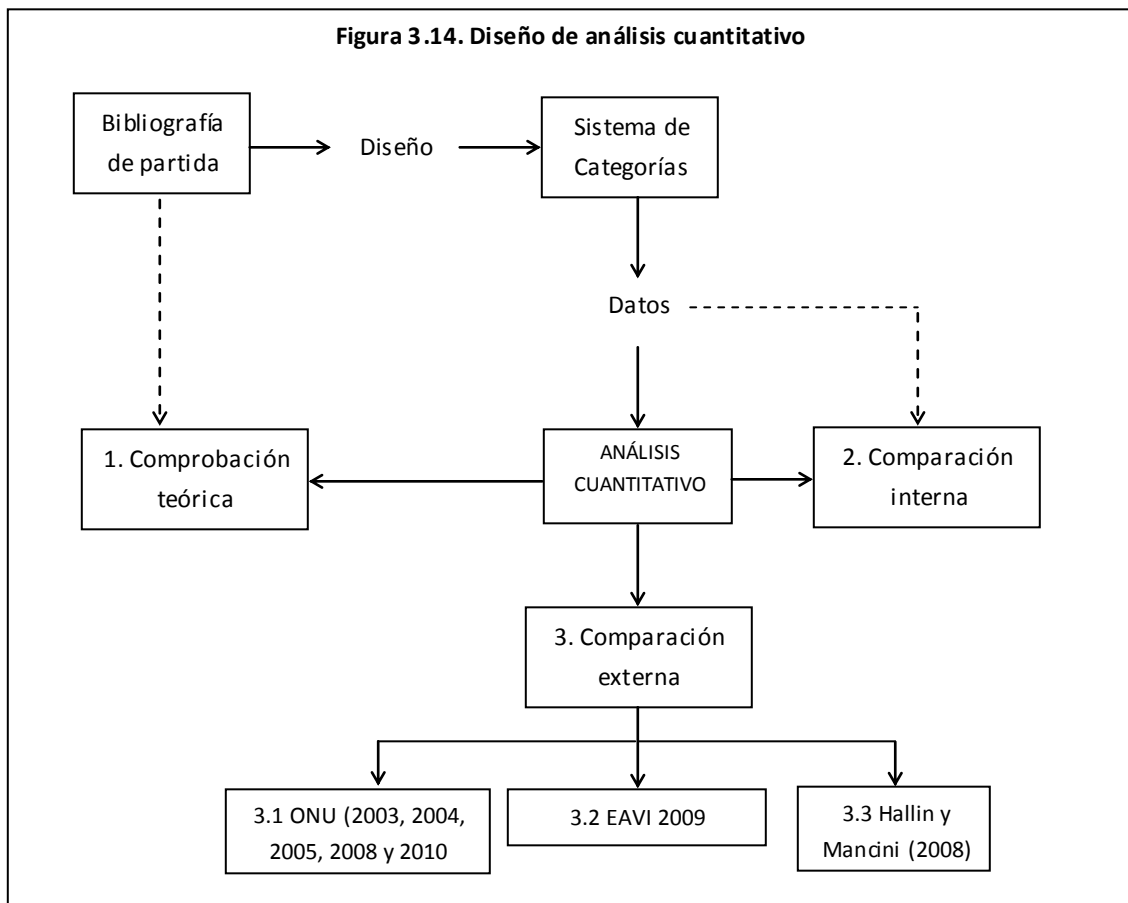 Figura 3.14. Diseño de análisis cuantitativo
Bibliografía
de partida
Diseño
Sistema de
Categorías
Datos
1. Comprobación
teórica
ANÁLISIS
CUANTITATIVO
2. Comparación
interna
3. Comparación
externa
3.1 ONU (2003, 2004,
2005, 2008 y 2010
3.2 EAVI 2009
3.3 Hallin y
Mancini (2008)